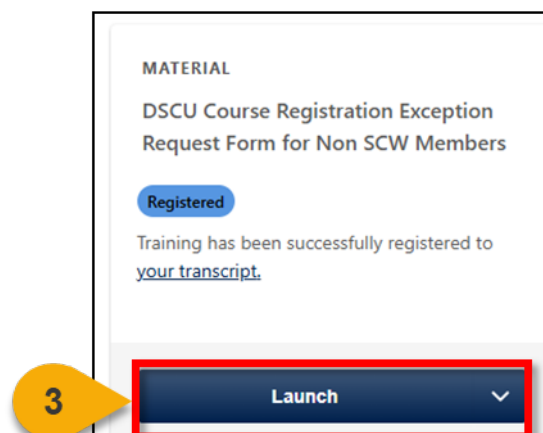 MATERIAL
DSCU Course Registration Exception
Request Form for Non SCW Members
Registered
Training has been successfully registered to
your transcript.
3
Launch